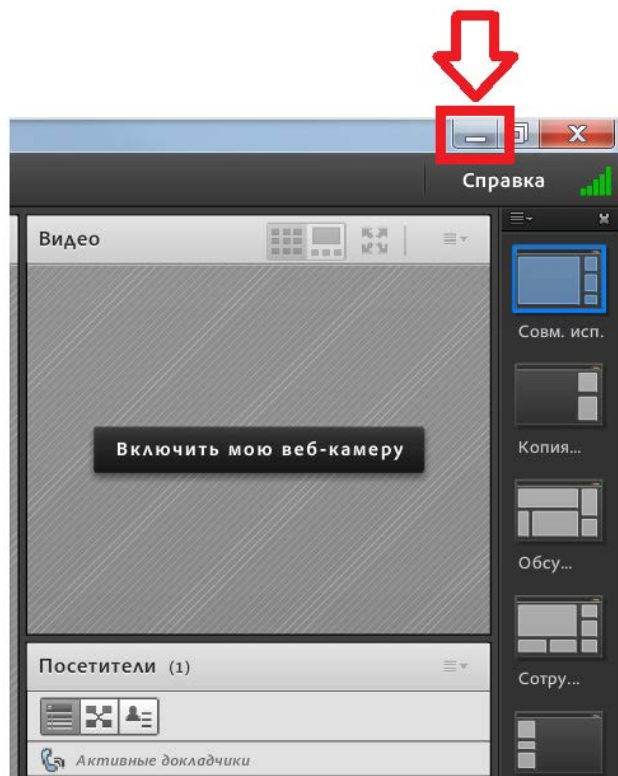 Справка
Видео
Совм. исп.
Включить мою веб-камеру
Копия...
Обсу...
Посетители (1)
Сотру...
Активные докладчики